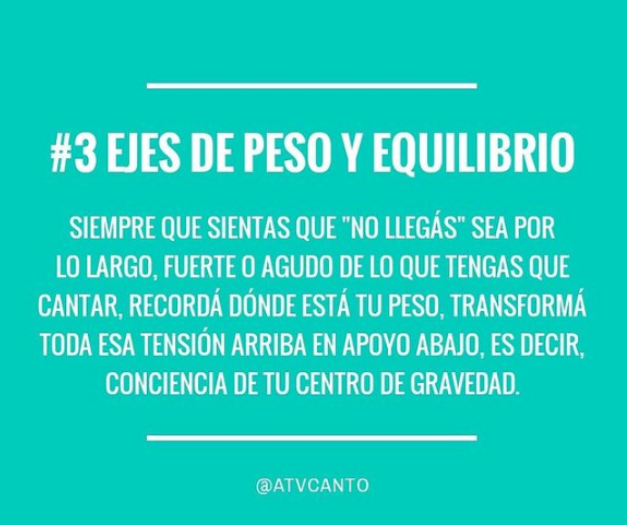 #3 EJES DE PESO Y EQUILIBRIO
SIEMPRE QUE SIENTAS QUE "NO LLEGÁS" SEA POR
LO LARGO, FUERTE O AGUDO DE LO QUE TENGAS QUE
CANTAR, RECORDÁ DÓNDE ESTÁ TU PESO, TRANSFORMÁ
TODA ESA TENSIÓN ARRIBA EN APOYO ABAJO, ES DECIR,
CONCIENCIA DE TU CENTRO DE GRAVEDAD.
@ATVCANTO